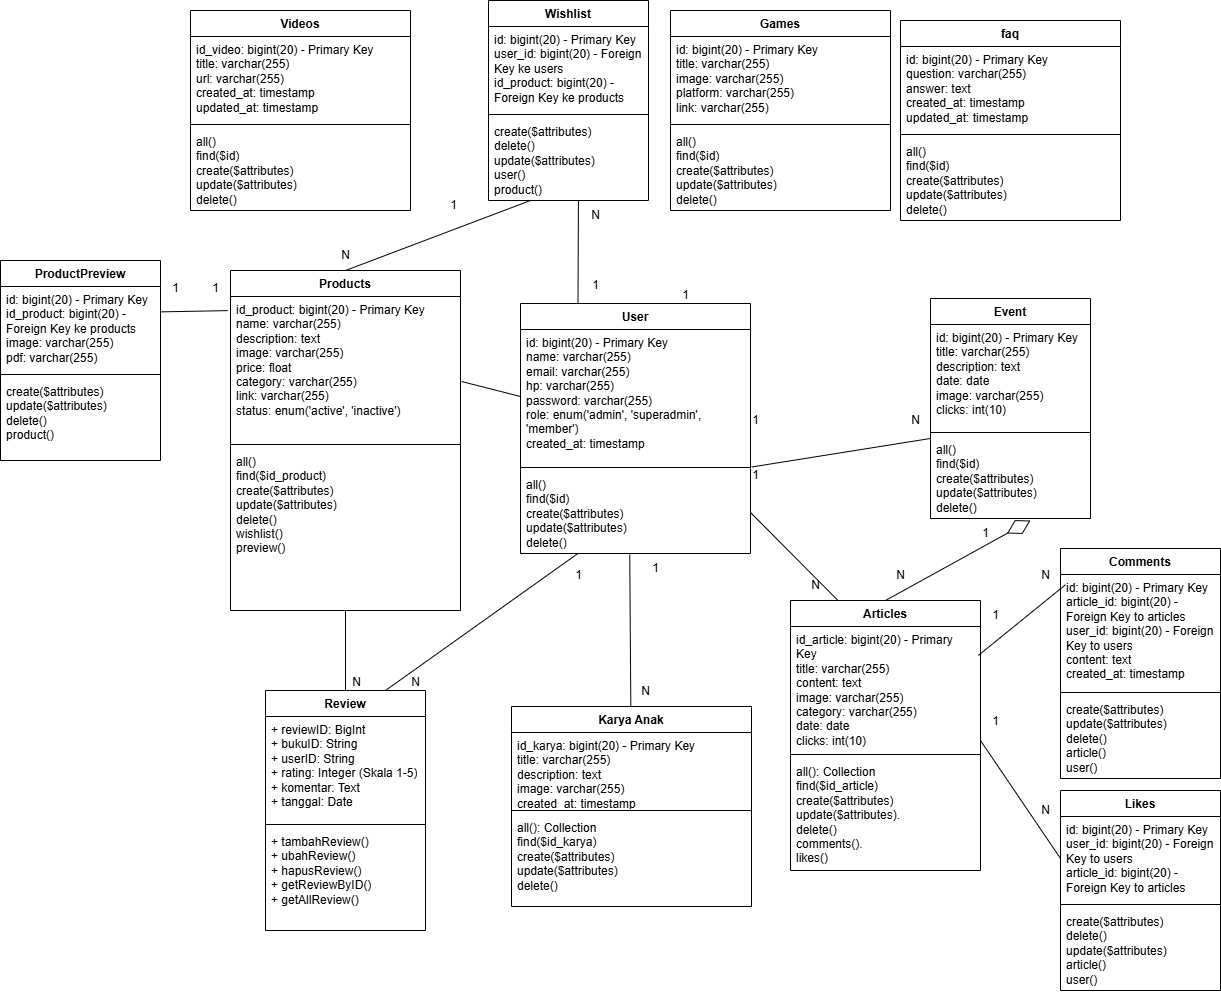 Videos
id_video: bigint(20) - Primary Key
title: varchar(255)
url: varchar(255)
created_at: timestamp
updated_at: timestamp
all()
find($id)
create($attributes)
update($attributes)
delete()
Wishlist
id: bigint(20) - Primary Key
user_id: bigint(20) - Foreign
Key ke users
id_product: bigint(20) -
Foreign Key ke products
create($attributes)
delete()
update($attributes)
user()
product()
Games
id: bigint(20) - Primary Key
title: varchar(255)
image: varchar(255)
platform: varchar(255)
link: varchar(255)
all()
find($id)
create($attributes)
update($attributes)
delete()
faq
id: bigint(20) - Primary Key
question: varchar(255)
answer: text
created_at: timestamp
updated_at: timestamp
all()
find($id)
create($attributes)
update($attributes)
delete()
1
N
N
1
1
ProductPreview
id: bigint(20) - Primary Key
id_product: bigint(20) -
Foreign Key ke products
image: varchar(255)
pdf: varchar(255)
create($attributes)
update($attributes)
delete()
product()
1
1
Products
id_product: bigint(20) - Primary Key
name: varchar(255)
description: text
image: varchar(255)
price: float
category: varchar(255)
link: varchar(255)
status: enum('active', 'inactive')
all()
find($id_product)
create($attributes)
update($attributes)
delete()
wishlist()
preview()
User
id: bigint(20) - Primary Key
name: varchar(255)
email: varchar(255)
hp: varchar(255)
password: varchar(255)
role: enum('admin', 'superadmin',
'member')
created_at: timestamp
all()
find($id)
create($attributes)
update($attributes)
delete()
1
N
1
Event
id: bigint(20) - Primary Key
title: varchar(255)
description: text
date: date
image: varchar(255)
clicks: int(10)
all()
find($id)
create($attributes)
update($attributes)
delete()
1
1
1
N
N
N
1
Comments
id: bigint(20) - Primary Key
article_id: bigint(20) -
Foreign Key to articles
user_id: bigint(20) - Foreign
Key to users
content: text
created_at: timestamp
create($attributes)
update($attributes)
delete()
article()
user()
Articles
id_article: bigint(20) - Primary
Key
title: varchar(255)
content: text
image: varchar(255)
category: varchar(255)
date: date
clicks: int(10)
all(): Collection
find($id_article)
create($attributes)
update($attributes).
delete()
comments().
likes()
N
N
N
Review
+ reviewID: BigInt
+ bukuID: String
+ userID: String
+ rating: Integer (Skala 1-5)
+ komentar: Text
+ tanggal: Date
+ tambahReview()
+ ubahReview()
+ hapusReview()
+ getReviewByID()
+ getAllReview()
Karya Anak
id_karya: bigint(20) - Primary Key
title: varchar(255)
description: text
image: varchar(255)
created_at: timestamp
all(): Collection
find($id_karya)
create($attributes)
update($attributes)
delete()
1
N
Likes
id: bigint(20) - Primary Key
user_id: bigint(20) - Foreign
Key to users
article_id: bigint(20) -
Foreign Key to articles
create($attributes)
delete()
update($attributes)
article()
user()